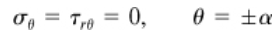 σ_θ = τ_rθ = 0,   θ = ±α